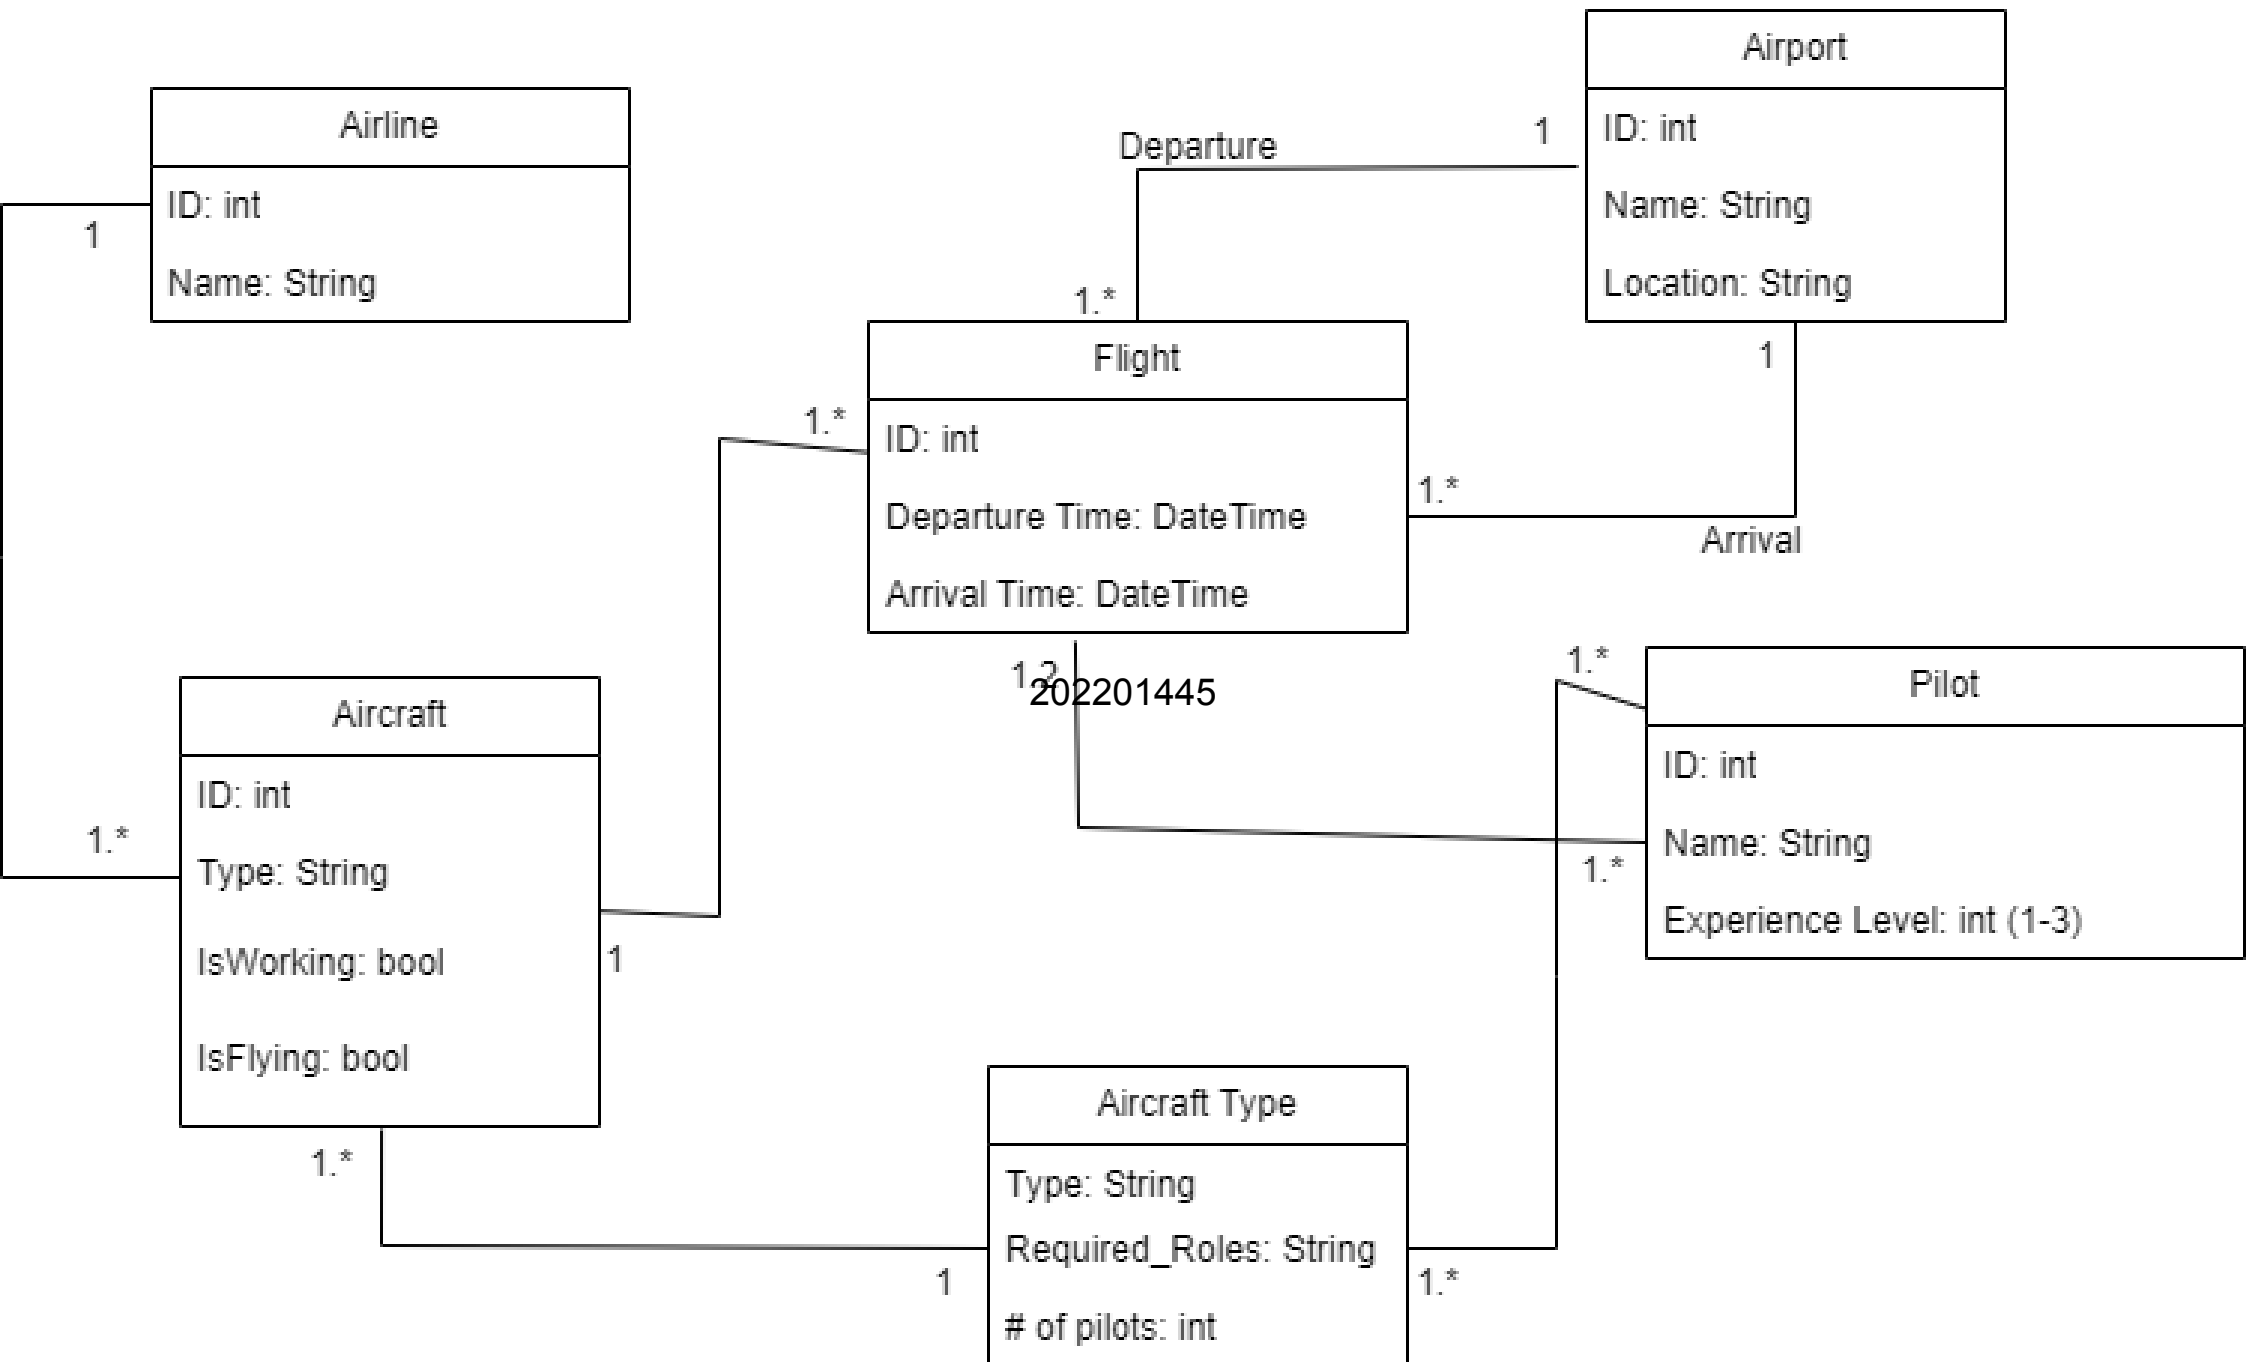 Airport
ID: int
Name: String
Location: String
Airline
ID: int
Name: String
1
Departure
1
1.*
1
Flight
ID: int
Departure Time: DateTime
Arrival Time: DateTime
1.*
1.*
Arrival
1.2
202201445
1.*
Pilot
ID: int
Name: String
Experience Level: int (1-3)
1.*
Aircraft
ID: int
Type: String
IsWorking: bool
IsFlying: bool
1.*
1
1.*
Aircraft Type
Type: String
Required_Roles: String
# of pilots: int
1
1.*